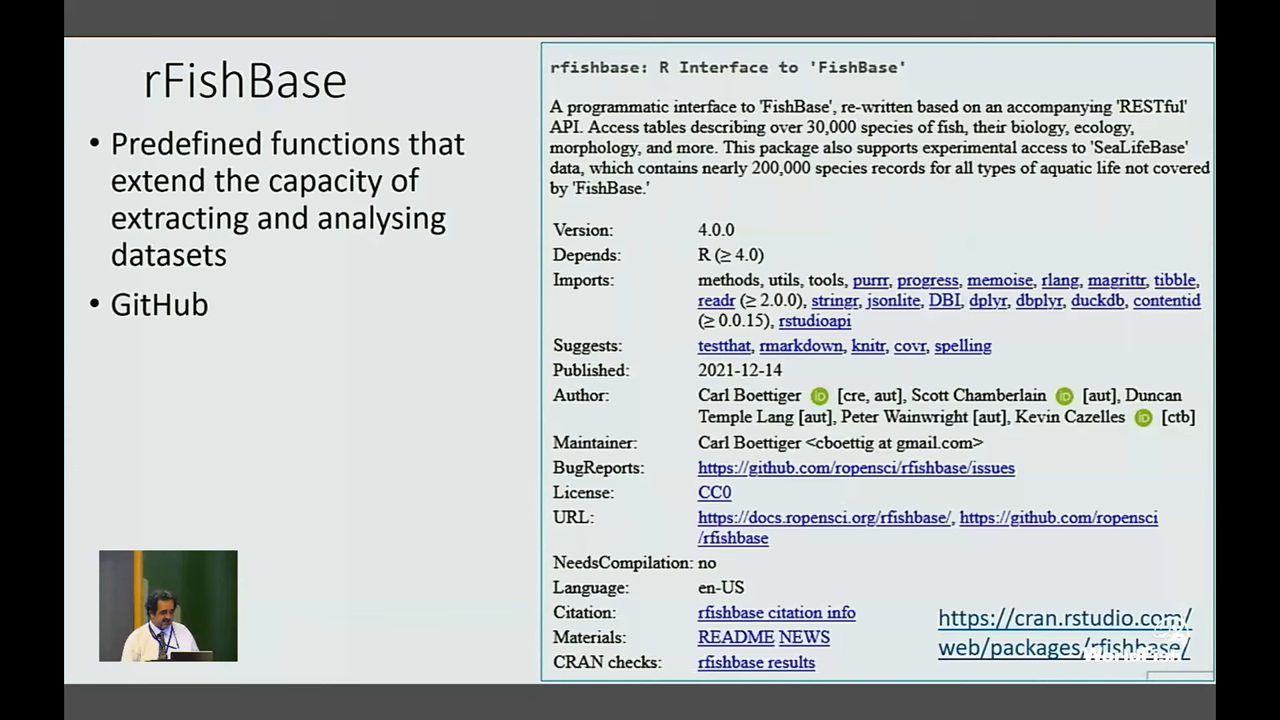 rFishBase
• Predefined functions that
extend the capacity of
extracting and analysing
datasets
• GitHub
rfishbase: R Interface to 'FishBase'
A programmatic interface to 'FishBase', re-written based on an accompanying 'RESTful'
API. Access tables describing over 30,000 species of fish, their biology, ecology,
morphology, and more. This package also supports experimental access to 'SeaLifeBase'
data, which contains nearly 200,000 species records for all types of aquatic life not covered
by 'FishBase.'
Version: 4.0.0
Depends: R (≥ 4.0)
Imports: methods, utils, tools, purrr, progress, memoise, rlang, magrittr, tibble,
readr (≥ 2.0.0), stringr, jsonlite, DBI, dplyr, dbplyr, duckdb, contentid
(≥ 0.0.15), rstudioapi
Suggests: testthat, rmarkdown, knitr, covr, spelling
Published: 2021-12-14
Author: Carl Boettiger iD [cre, aut], Scott Chamberlain iD [aut], Duncan
Temple Lang [aut], Peter Wainwright [aut], Kevin Cazelles iD [ctb]
Maintainer: Carl Boettiger <cboettig at gmail.com>
BugReports: https://github.com/ropensci/rfishbase/issues
License: CC0
URL: https://docs.ropensci.org/rfishbase/, https://github.com/ropensci
/rfishbase
NeedsCompilation: no
Language: en-US
Citation: rfishbase citation info
Materials: README NEWS
CRAN checks: rfishbase results
https://cran.rstudio.com/
web/packages/rfishbase/
WorldFish